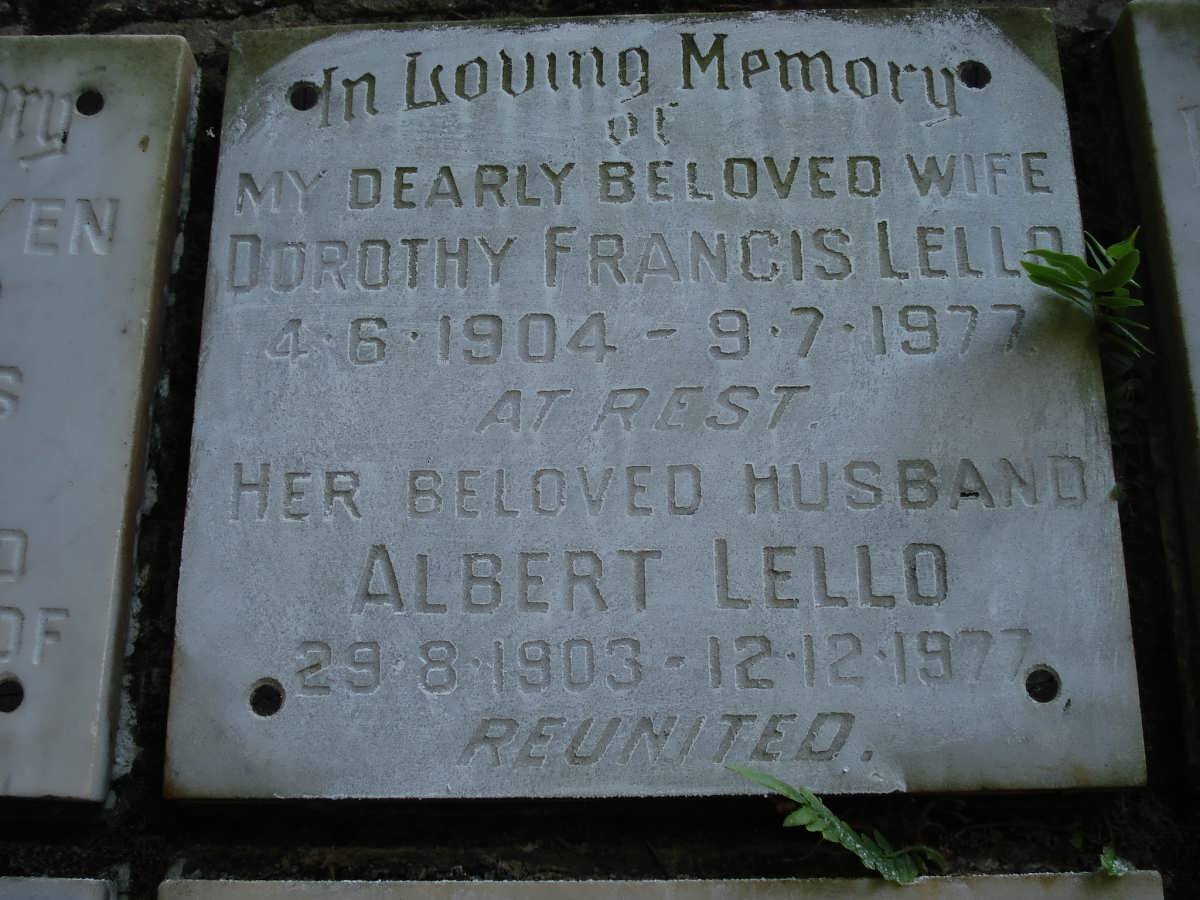 In Loving Memory
of
MY DEARLY BELOVED WIFE
DOROTHY FRANCIS LELLO
4·6·1904 - 9·7·1977.
AT REST.
HER BELOVED HUSBAND
ALBERT LELLO
29·8·1903 - 12·12·1977
REUNITED.
OF